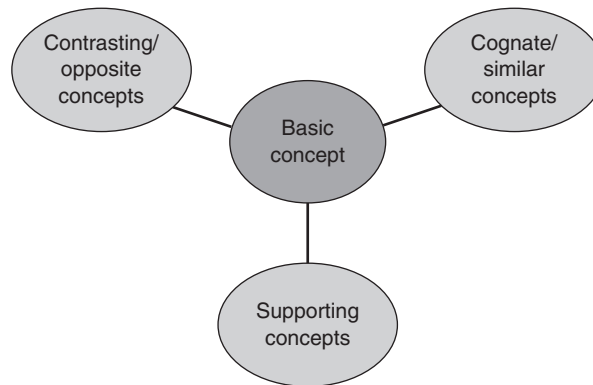 Contrasting/
opposite
concepts
Cognate/
similar
concepts
Basic
concept
Supporting
concepts